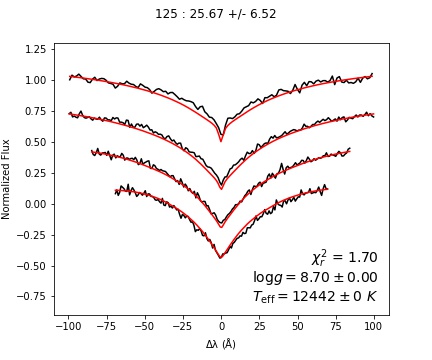 125 : 25.67 +/- 6.52
1.25
1.00
0.75
0.50
0.25
0.00
−0.25
−0.50
−0.75
Normalized Flux
χ²ᵣ = 1.70
log g = 8.70 ± 0.00
T_eff = 12442 ± 0 K
−100 −75 −50 −25 0 25 50 75 100
Δλ (Å)